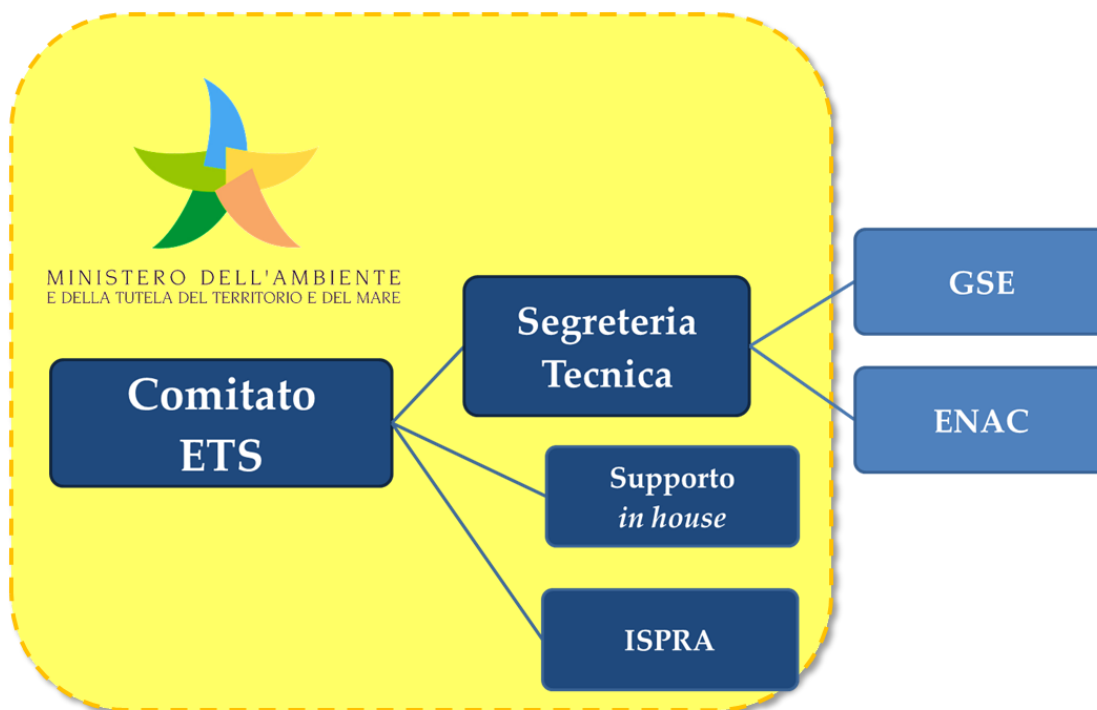 MINISTERO DELL'AMBIENTE
E DELLA TUTELA DEL TERRITORIO E DEL MARE
Comitato
ETS
Segreteria
Tecnica
Supporto
in house
ISPRA
GSE
ENAC